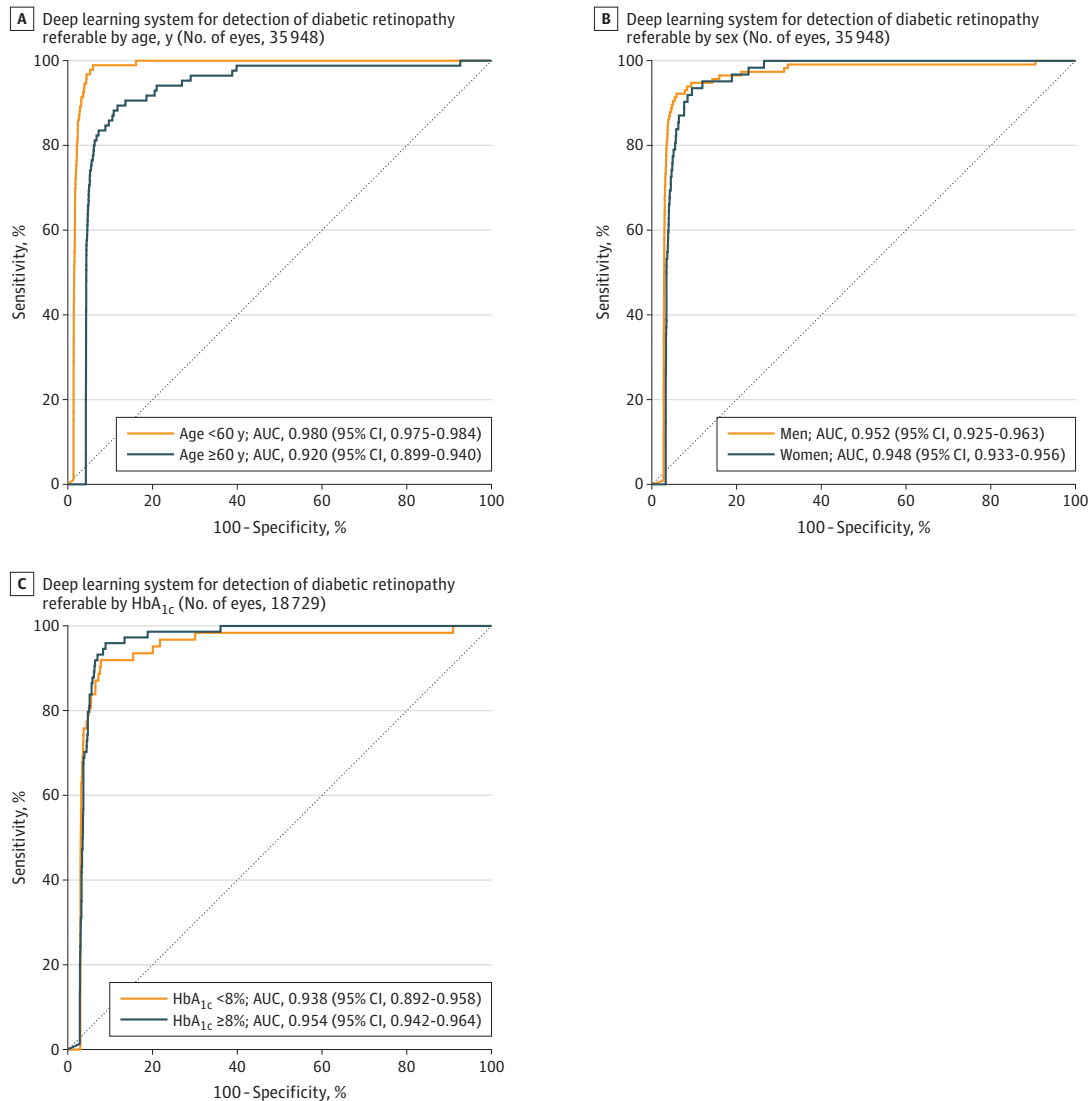 A Deep learning system for detection of diabetic retinopathy
referable by age, y (No. of eyes, 35 948)
100
80
60
40
20
0
Sensitivity, %
Age <60 y; AUC, 0.980 (95% CI, 0.975-0.984)
Age ≥60 y; AUC, 0.920 (95% CI, 0.899-0.940)
0 20 40 60 80 100
100 – Specificity, %
B Deep learning system for detection of diabetic retinopathy
referable by sex (No. of eyes, 35 948)
100
80
60
40
20
0
Sensitivity, %
Men; AUC, 0.952 (95% CI, 0.925-0.963)
Women; AUC, 0.948 (95% CI, 0.933-0.956)
0 20 40 60 80 100
100 – Specificity, %
C Deep learning system for detection of diabetic retinopathy
referable by HbA1c (No. of eyes, 18 729)
100
80
60
40
20
0
Sensitivity, %
HbA1c <8%; AUC, 0.938 (95% CI, 0.892-0.958)
HbA1c ≥8%; AUC, 0.954 (95% CI, 0.942-0.964)
0 20 40 60 80 100
100 – Specificity, %